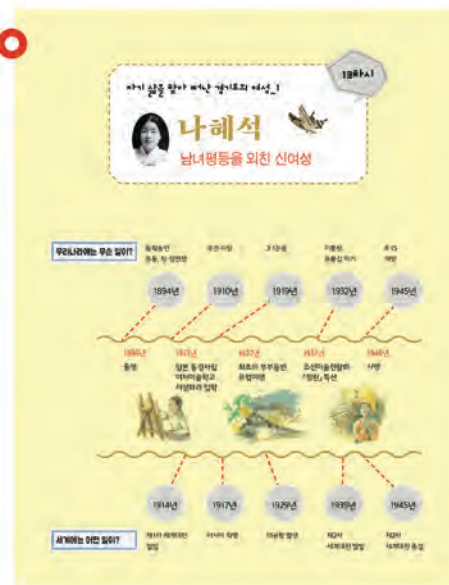 13차시
자기 삶을 찾아 떠난 경기도의 여성_1
나혜석
남녀평등을 외친 신여성
우리나라에는 무슨 일이?
동학농민
운동, 청·일전쟁
3·1운동
이봉창,
윤봉길 의거
8·15
해방
1894년
1910년
1919년
1932년
1945년
1896년
1913년
1927년
1931년
1948년
출생
일본 동경사립
여자미술학교
서양화과 입학
최초의 부부동반
유럽여행
조선미술전람회
「정원」 특선
사망
1914년
1917년
1929년
1939년
1945년
세계에는 어떤 일이?
제1차 세계대전
발발
러시아 혁명
대공황 발생
제2차
세계대전 발발
제2차
세계대전 종결